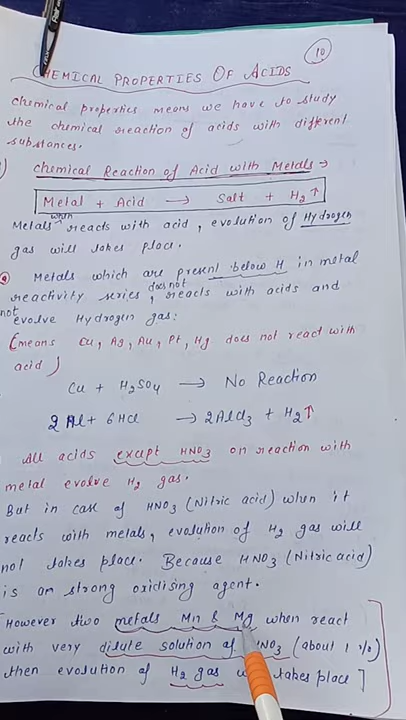 10
CHEMICAL PROPERTIES OF ACIDS
Chemical properties means we have to study
the chemical reaction of acids with different
substances.
chemical Reaction of Acid with Metals →
Metal + Acid → Salt + H₂↑
Metals when reacts with acid, evolution of Hydrogen
gas will takes place.
Metals which are present below H in metal
reactivity series, does not reacts with acids and
not evolve Hydrogen gas:
(means Cu, Ag, Au, Pt, Hg does not react with
acid)
Cu + H₂SO₄ → No Reaction
2Al + 6HCl → 2AlCl₃ + H₂↑
All acids except HNO₃ on reaction with
metal evolve H₂ gas.
But in case of HNO₃ (Nitric acid) when it
reacts with metals, evolution of H₂ gas will
not takes place. Because HNO₃ (Nitric acid)
is an strong oxidising agent.
[However two metals Mn & Mg when react
with very dilute solution of HNO₃ (about 1%)
then evolution of H₂ gas takes place]